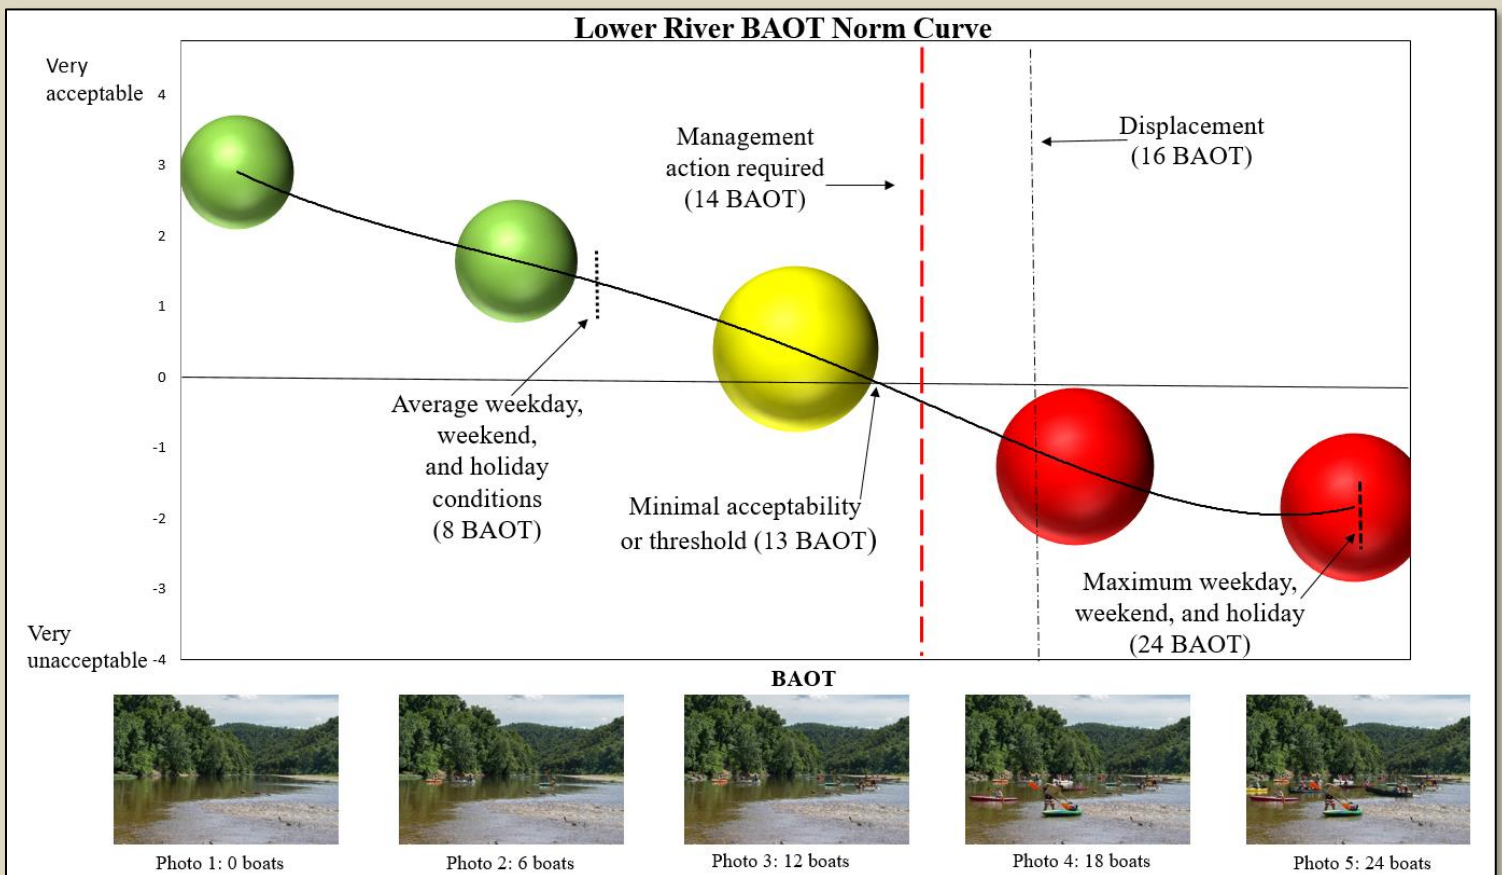 Lower River BAOT Norm Curve
Very
acceptable
4
3
2
1
0
-1
-2
-3
-4
Very
unacceptable
Management
action required
(14 BAOT)
Displacement
(16 BAOT)
Average weekday,
weekend,
and holiday
conditions
(8 BAOT)
Minimal acceptability
or threshold (13 BAOT)
Maximum weekday,
weekend, and holiday
(24 BAOT)
BAOT
Photo 1: 0 boats
Photo 2: 6 boats
Photo 3: 12 boats
Photo 4: 18 boats
Photo 5: 24 boats